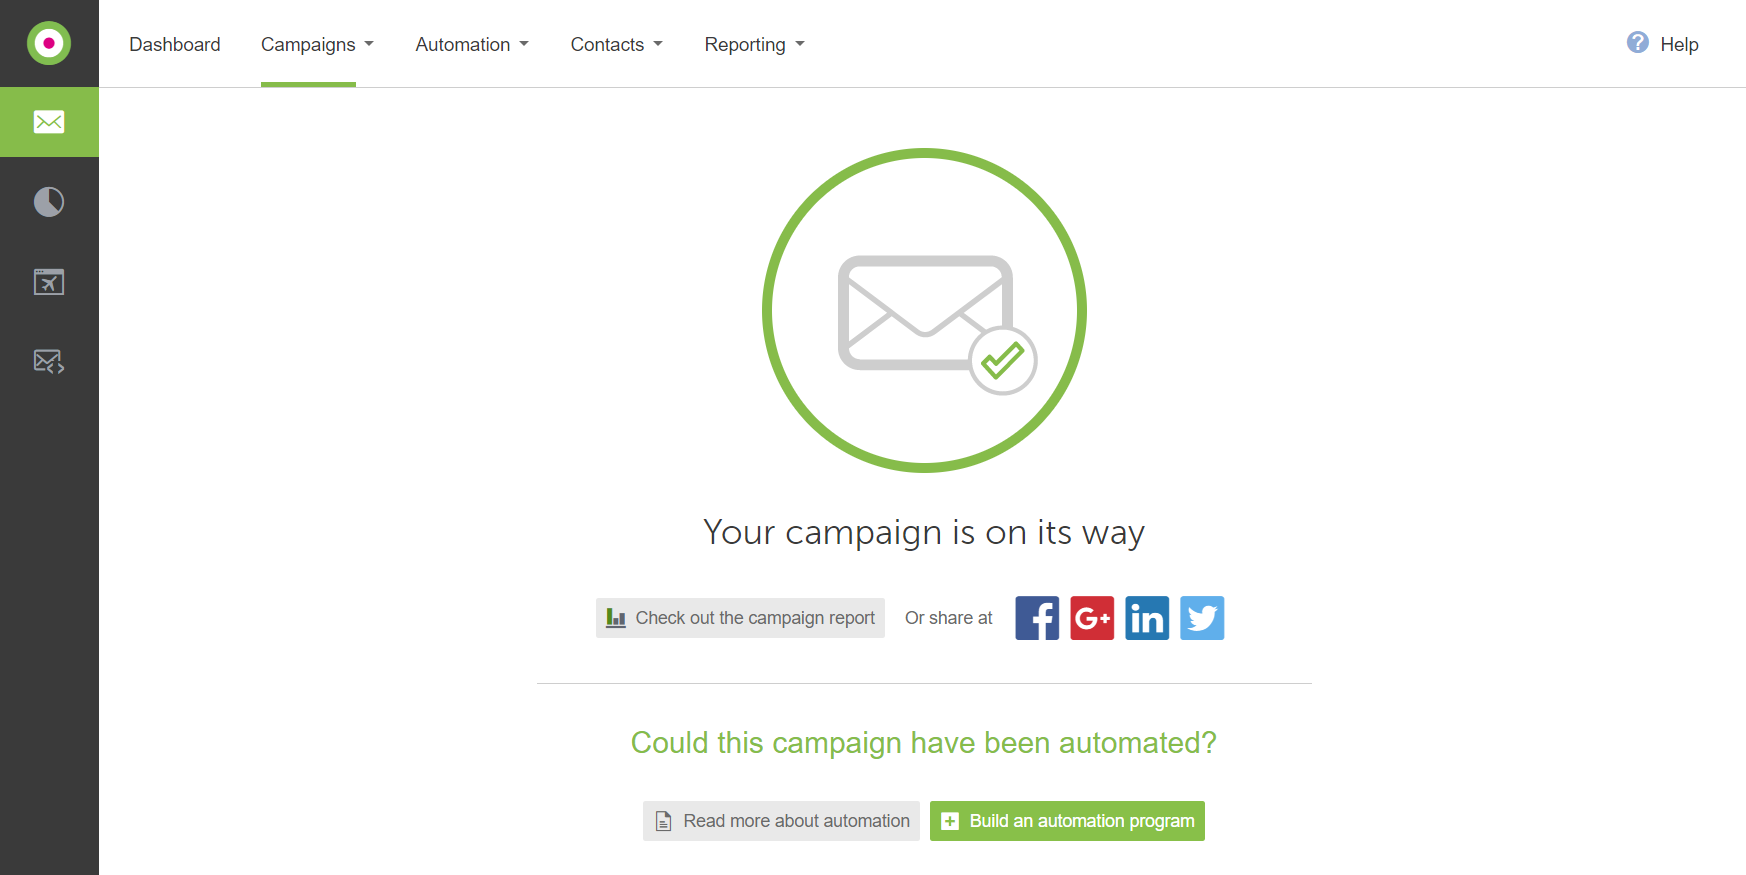 Dashboard
Campaigns
Automation
Contacts
Reporting
? Help
Your campaign is on its way
Check out the campaign report
Or share at
f
G+
in
Could this campaign have been automated?
Read more about automation
Build an automation program